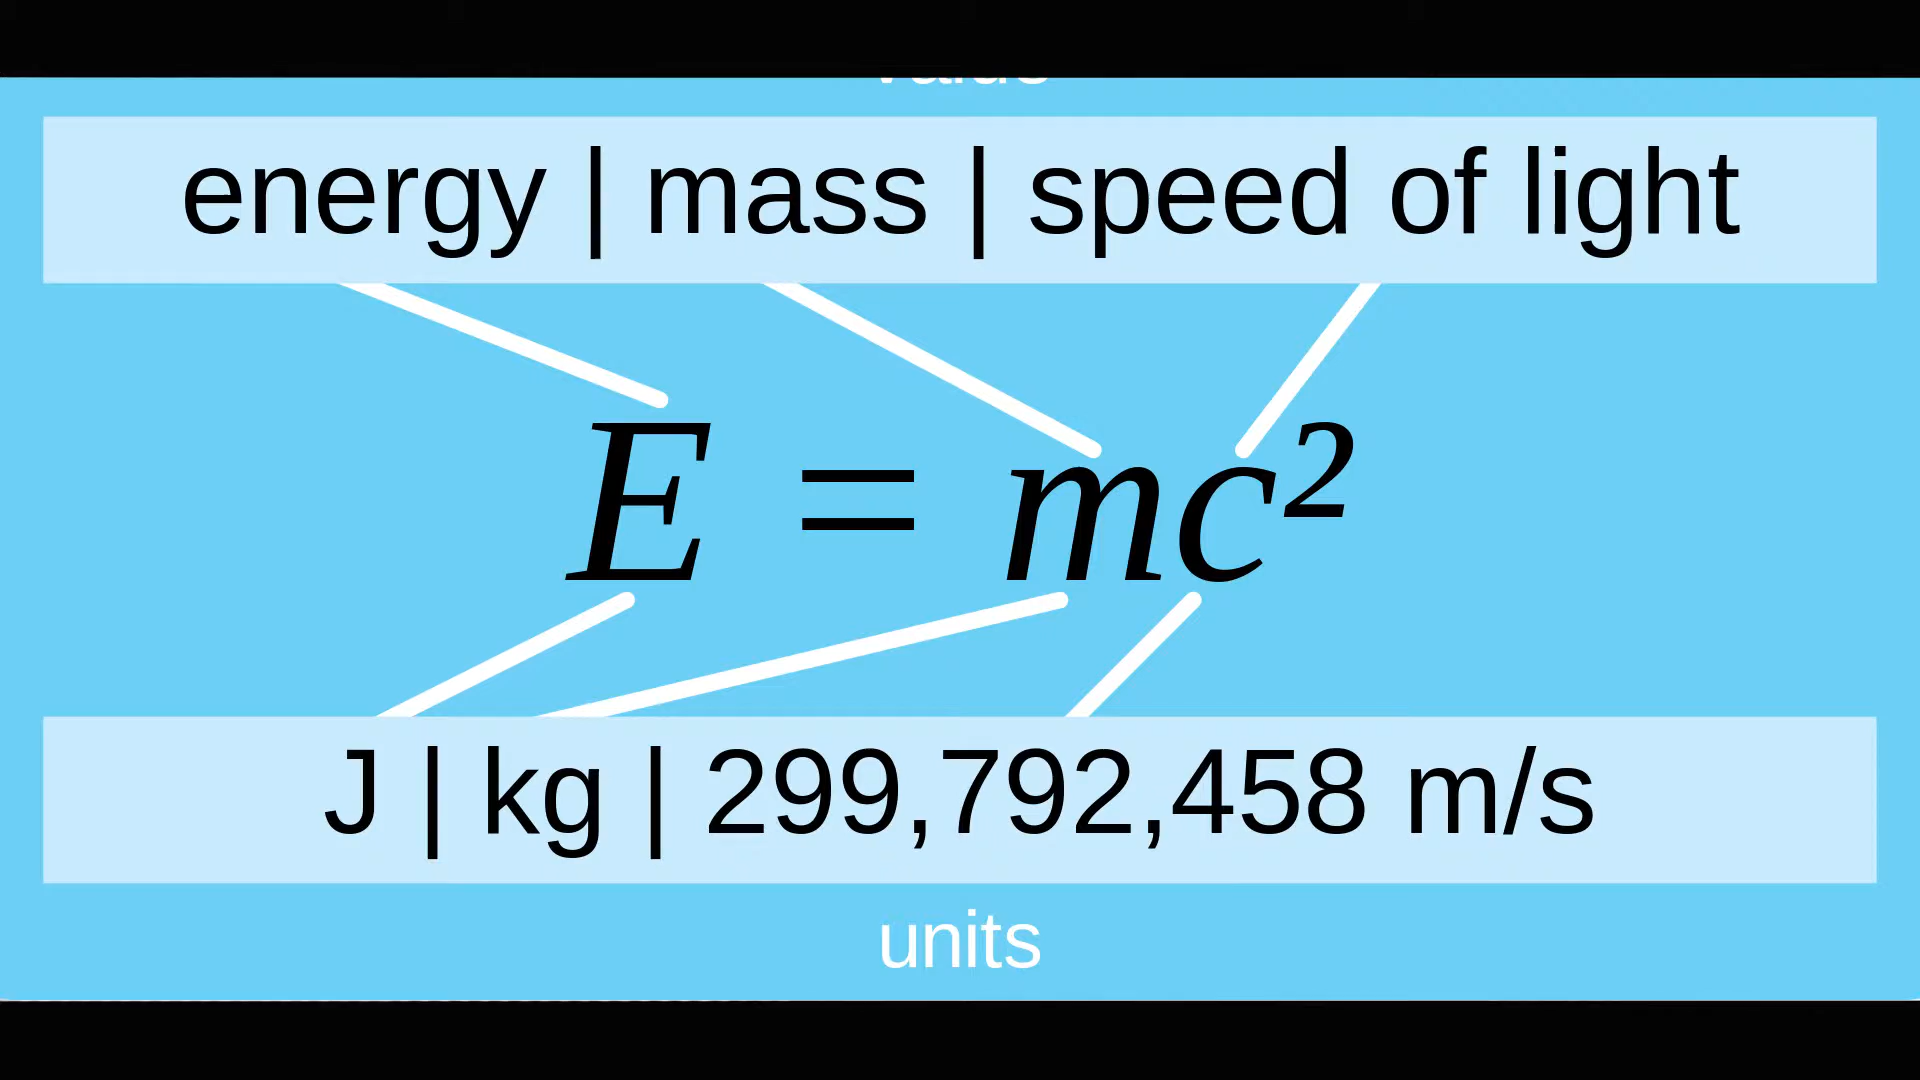 energy | mass | speed of light
E = mc²
J | kg | 299,792,458 m/s
units